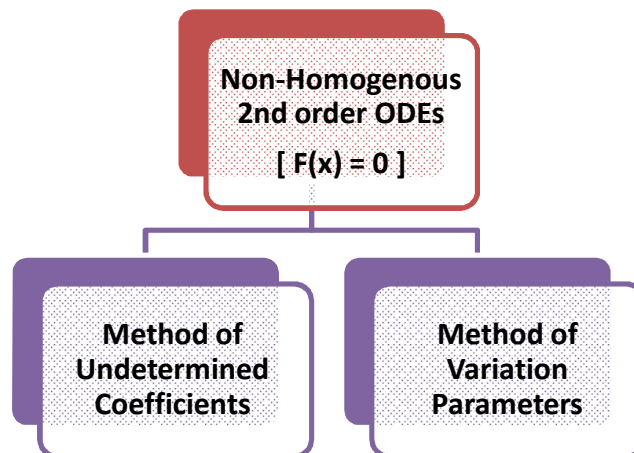 Non-Homogenous
2nd order ODEs
[ F(x) = 0 ]
Method of
Undetermined
Coefficients
Method of
Variation
Parameters